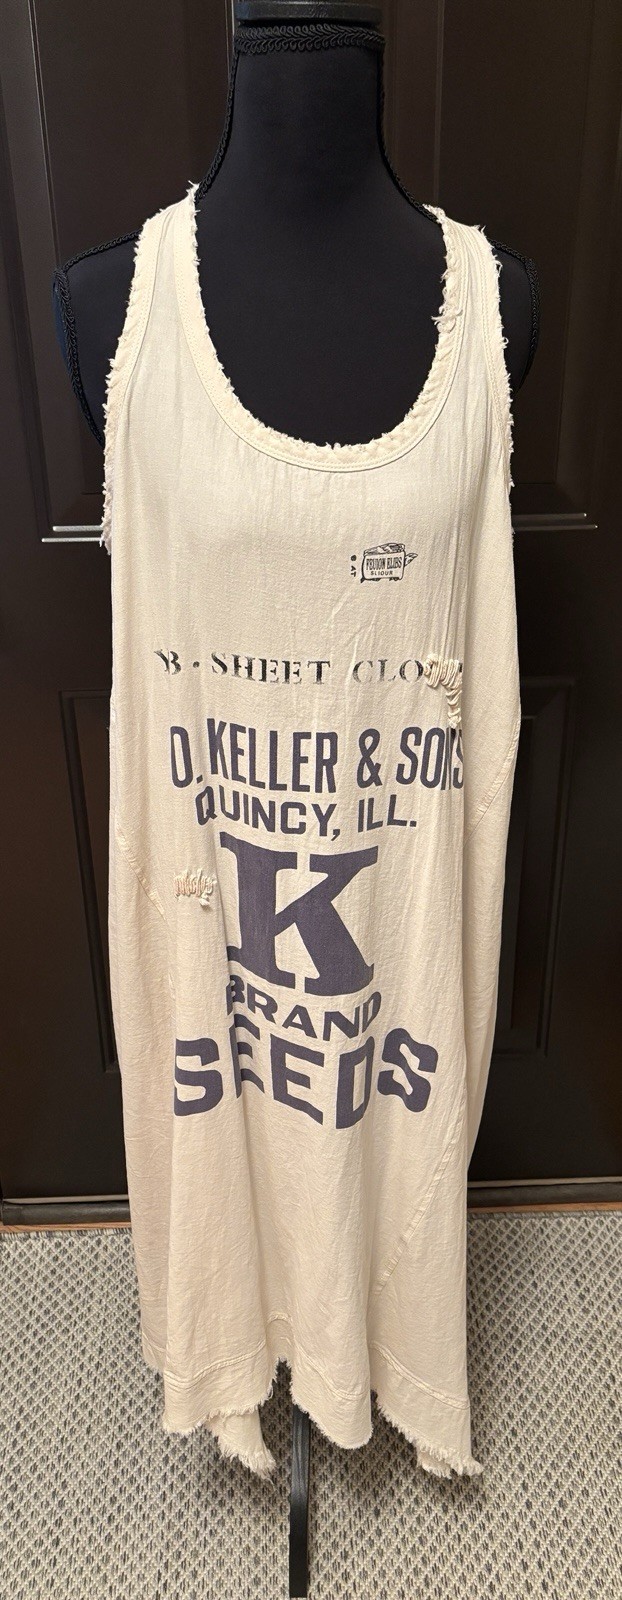 B · SHEET CLO
O. KELLER & SONS
QUINCY, ILL.
K
BRAND
SEEDS